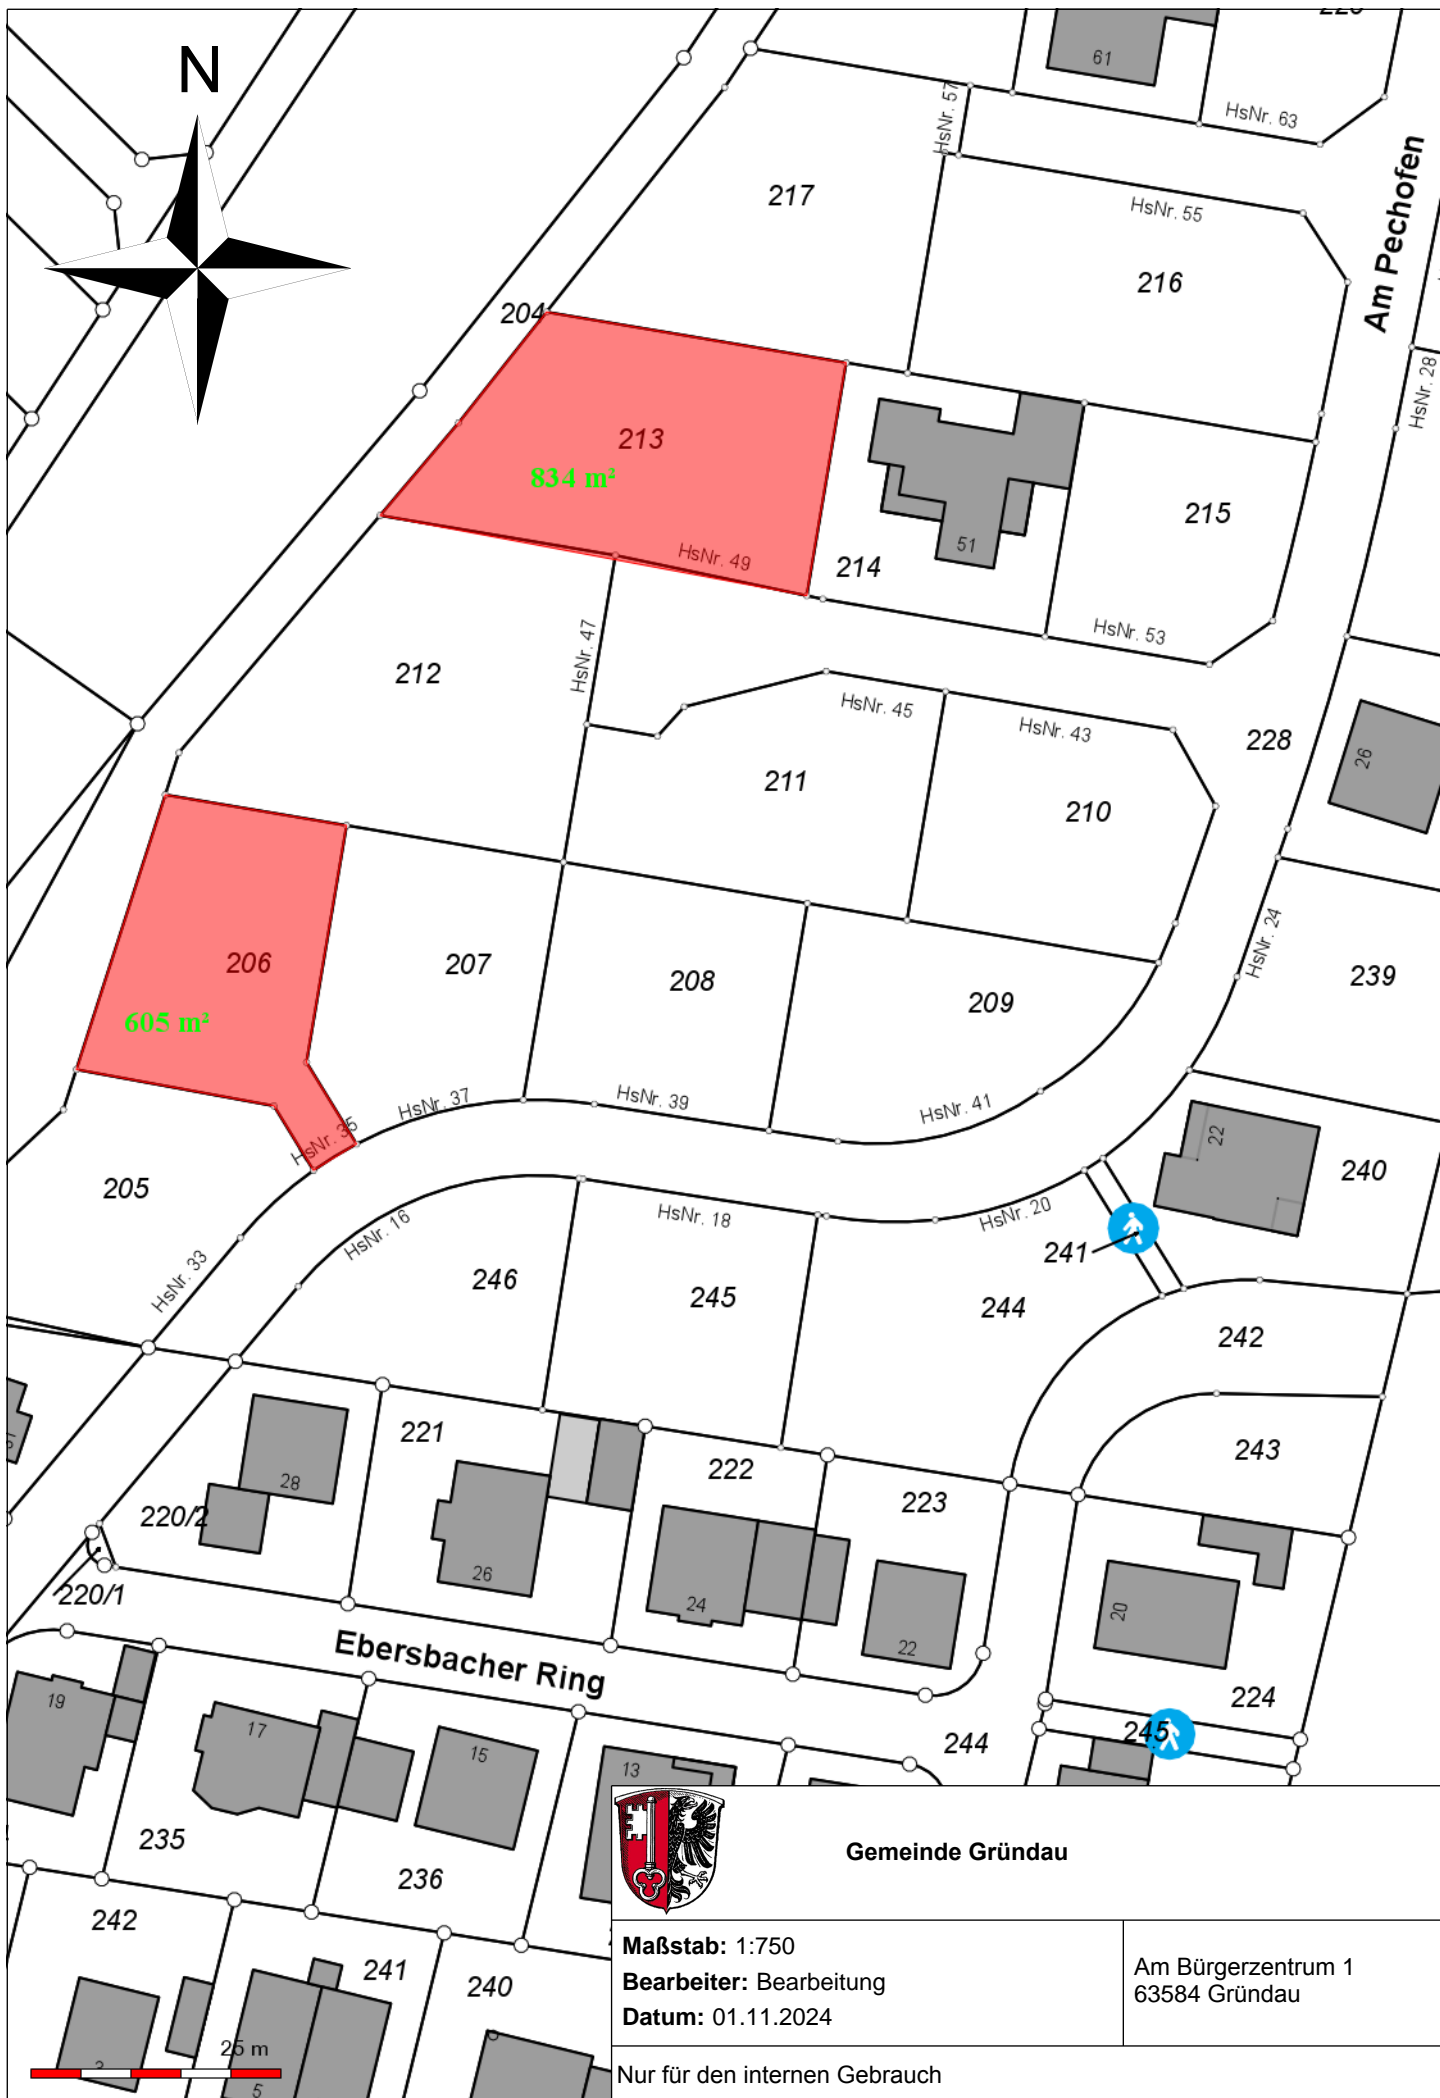 N
61
HsNr. 57
HsNr. 63
Am Pechofen
217
HsNr. 55
216
204
HsNr. 28
213
834 m²
215
51
HsNr. 49
214
HsNr. 53
HsNr. 47
212
HsNr. 45
HsNr. 43
228
26
211
210
206
207
208
209
HsNr. 24
239
605 m²
HsNr. 37
HsNr. 39
HsNr. 41
HsNr. 35
22
240
205
HsNr. 16
HsNr. 18
HsNr. 20
241
HsNr. 33
246
245
244
242
221
222
243
28
223
220/2
26
24
20
220/1
22
Ebersbacher Ring
224
19
17
15
13
244
245
235
236
242
241
240
Gemeinde Gründau
Maßstab: 1:750
Bearbeiter: Bearbeitung
Datum: 01.11.2024
Am Bürgerzentrum 1
63584 Gründau
25 m
5
Nur für den internen Gebrauch